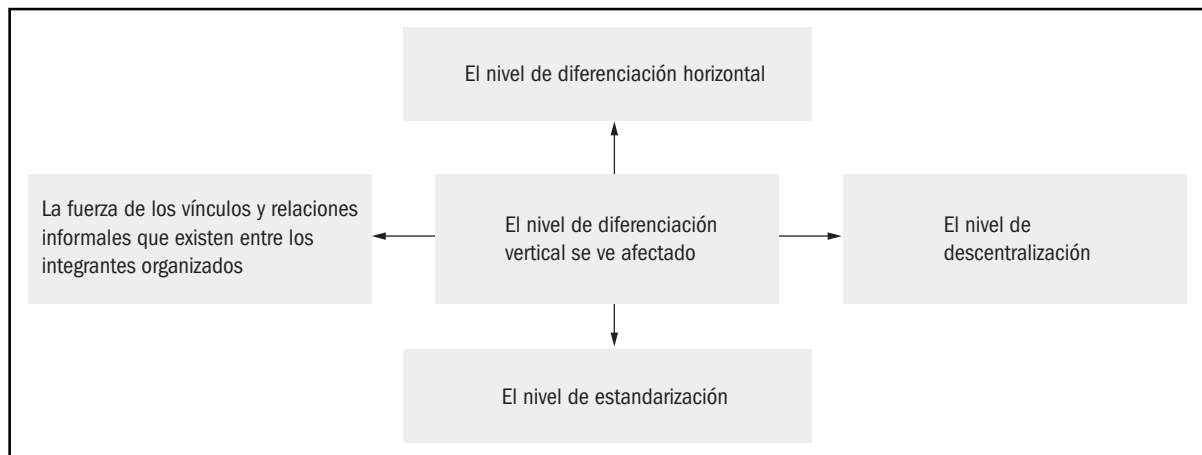 El nivel de diferenciación horizontal
La fuerza de los vínculos y relaciones
informales que existen entre los
integrantes organizados
El nivel de diferenciación
vertical se ve afectado
El nivel de
descentralización
El nivel de estandarización